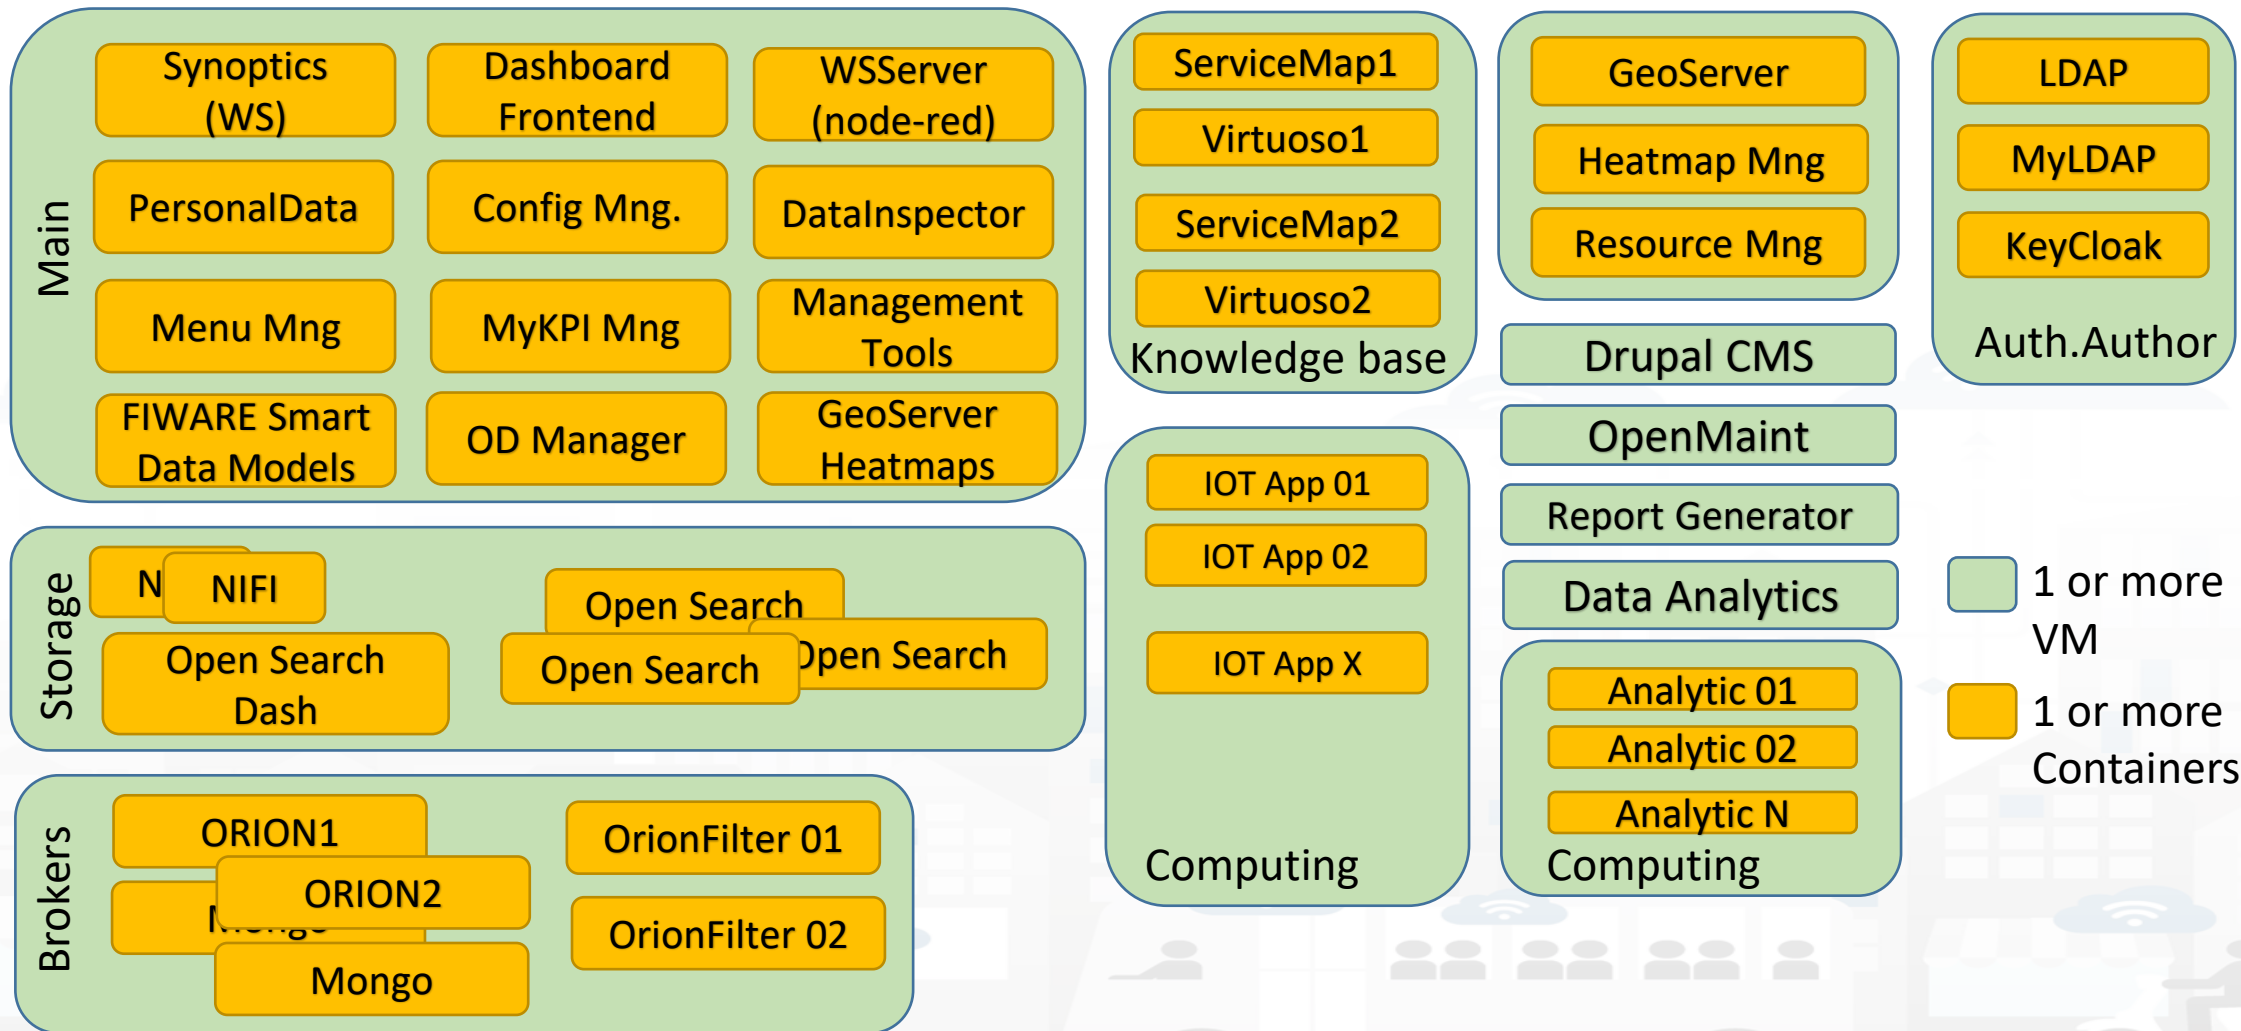 Main
Synoptics
(WS)
Dashboard
Frontend
WSServer
(node-red)
PersonalData
Config Mng.
DataInspector
Menu Mng
MyKPI Mng
Management
Tools
FIWARE Smart
Data Models
OD Manager
GeoServer
Heatmaps
Storage
N
NIFI
Open Search
Dash
Open Search
Open Search
Open Search
Brokers
ORION1
ORION2
Mongo
Mongo
OrionFilter 01
OrionFilter 02
ServiceMap1
Virtuoso1
ServiceMap2
Virtuoso2
Knowledge base
IOT App 01
IOT App 02
IOT App X
Computing
GeoServer
Heatmap Mng
Resource Mng
Drupal CMS
OpenMaint
Report Generator
Data Analytics
Analytic 01
Analytic 02
Analytic N
Computing
LDAP
MyLDAP
KeyCloak
Auth.Author
1 or more
VM
1 or more
Containers